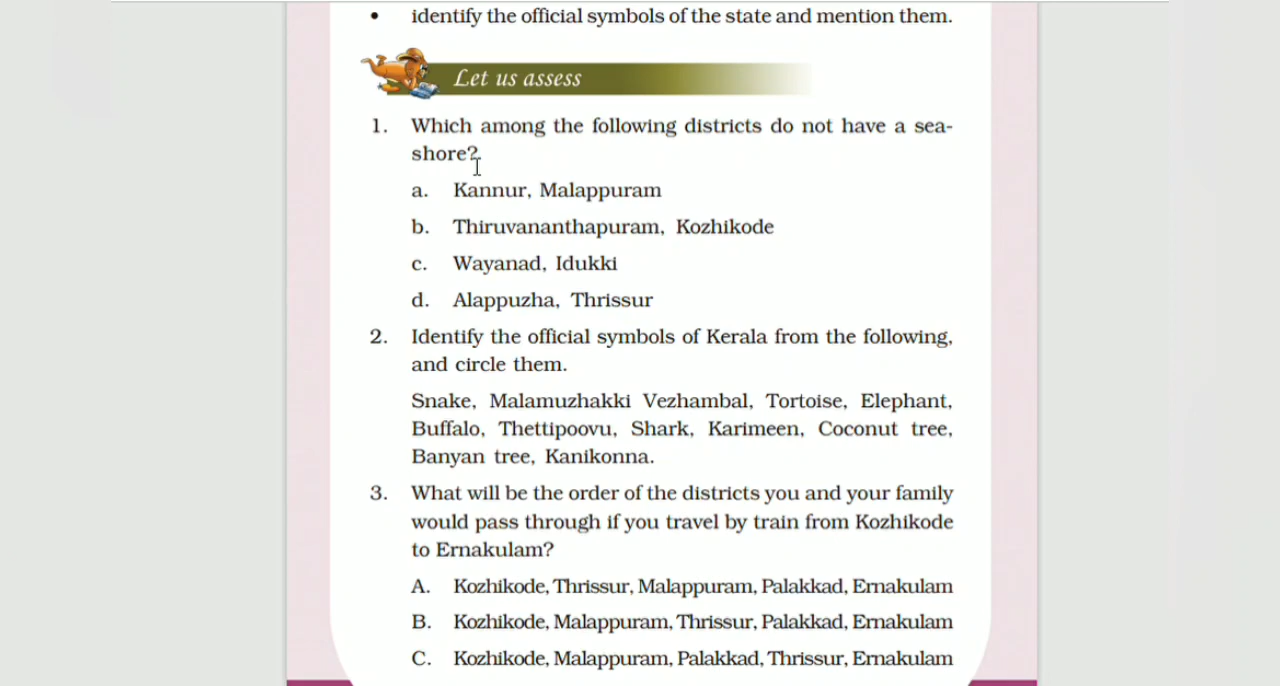 • identify the official symbols of the state and mention them.
Let us assess
1. Which among the following districts do not have a sea-
shore?
a. Kannur, Malappuram
b. Thiruvananthapuram, Kozhikode
c. Wayanad, Idukki
d. Alappuzha, Thrissur
2. Identify the official symbols of Kerala from the following,
and circle them.
Snake, Malamuzhakki Vezhambal, Tortoise, Elephant,
Buffalo, Thettipoovu, Shark, Karimeen, Coconut tree,
Banyan tree, Kanikonna.
3. What will be the order of the districts you and your family
would pass through if you travel by train from Kozhikode
to Ernakulam?
A. Kozhikode, Thrissur, Malappuram, Palakkad, Ernakulam
B. Kozhikode, Malappuram, Thrissur, Palakkad, Ernakulam
C. Kozhikode, Malappuram, Palakkad, Thrissur, Ernakulam